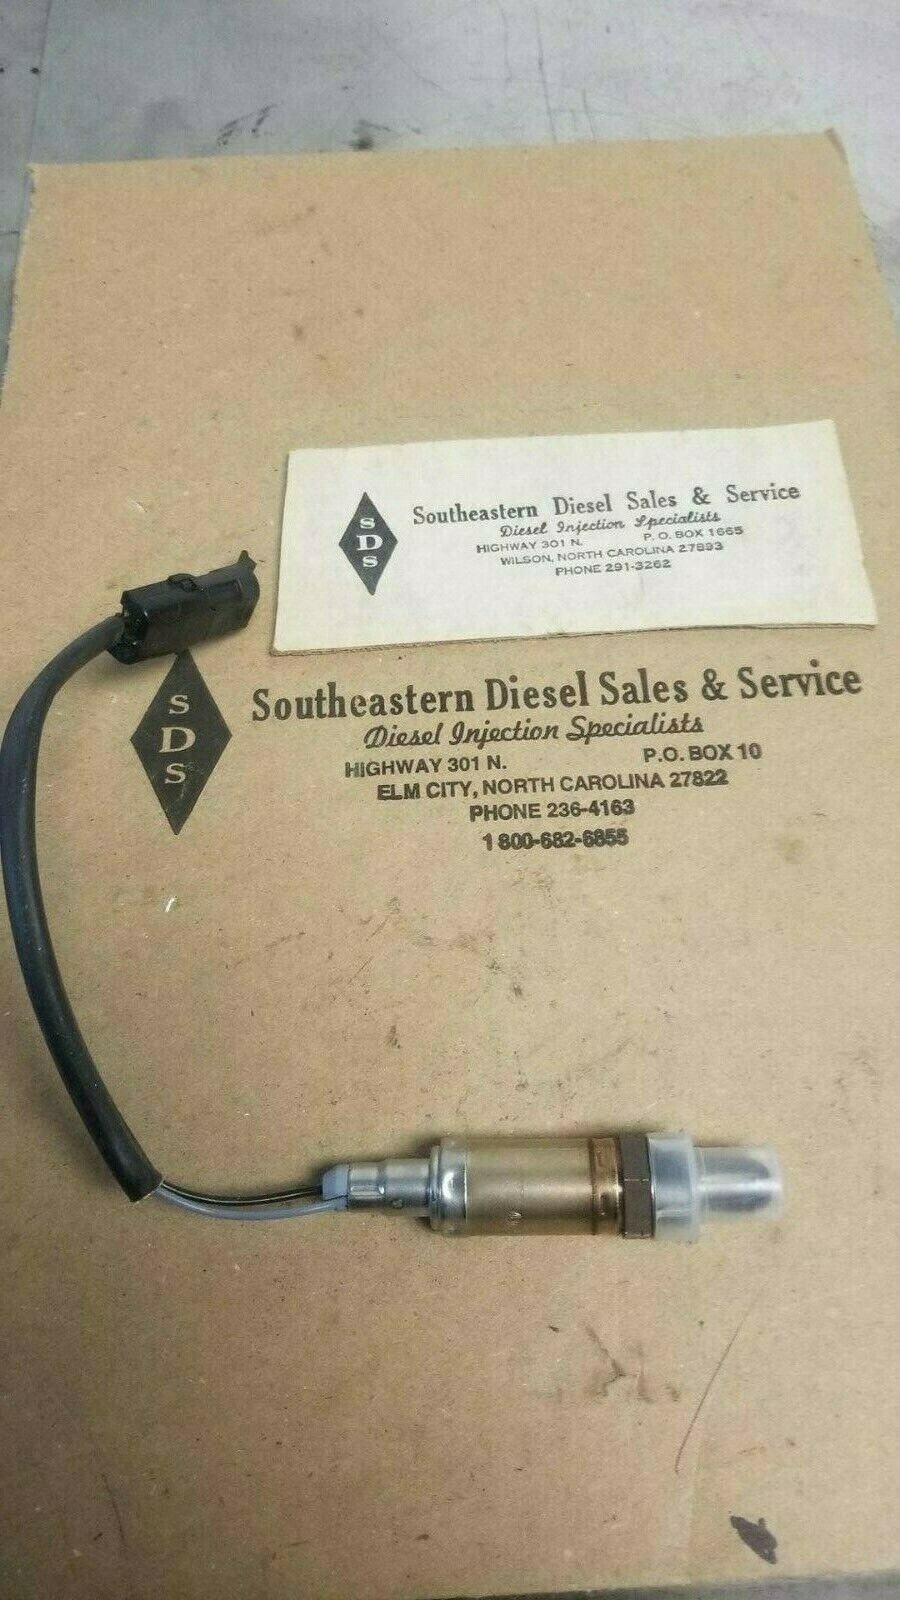 SDS
Southeastern Diesel Sales & Service
Diesel Injection Specialists
HIGHWAY 301 N. P. O. BOX 1665
WILSON, NORTH CAROLINA 27893
PHONE 291-3262
SDS
Southeastern Diesel Sales & Service
Diesel Injection Specialists
HIGHWAY 301 N. P.O. BOX 10
ELM CITY, NORTH CAROLINA 27822
PHONE 236-4163
1 800-682-6855